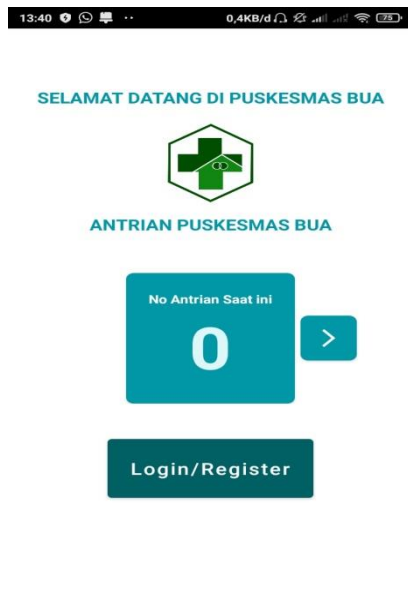 13:40
0,4KB/d
75
SELAMAT DATANG DI PUSKESMAS BUA
ANTRIAN PUSKESMAS BUA
No Antrian Saat ini
0
>
Login/Register